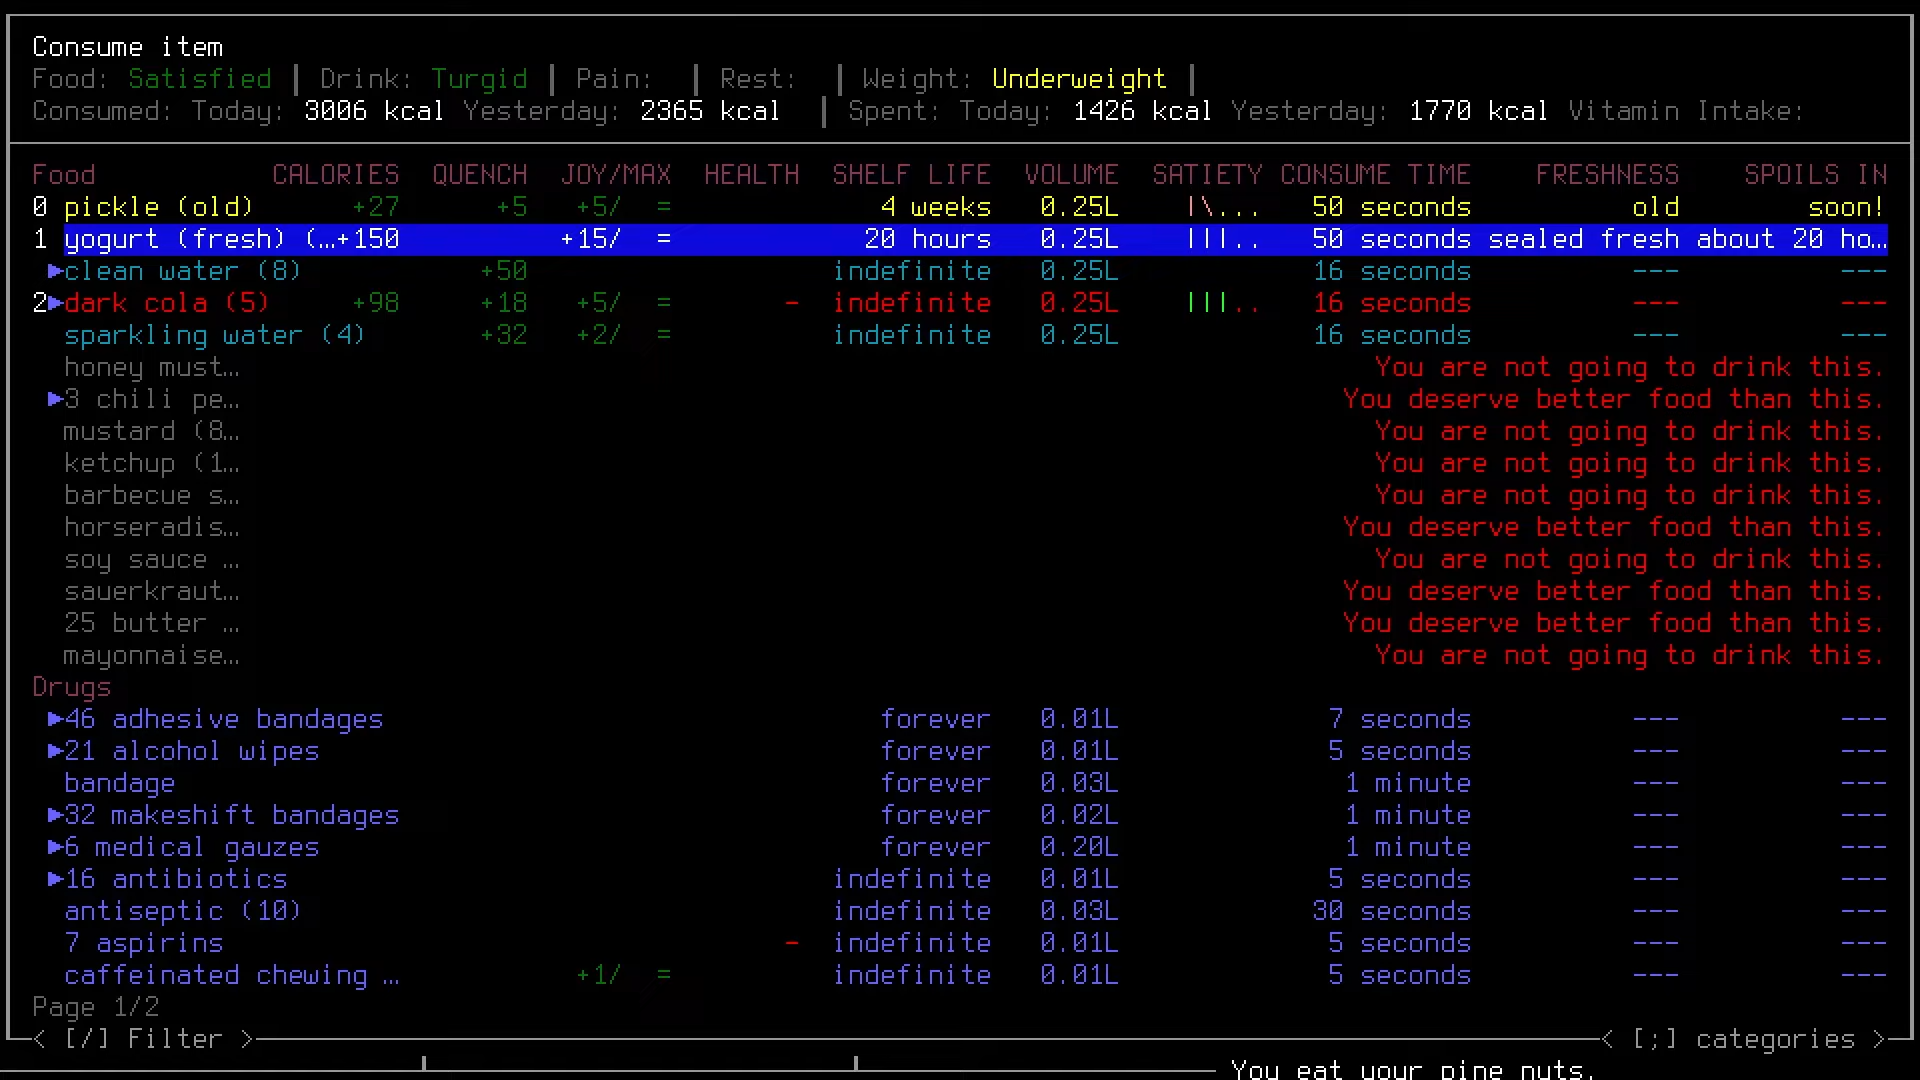 Consume item
Food: Satisfied | Drink: Turgid | Pain: | Rest: | Weight: Underweight |
Consumed: Today: 3006 kcal Yesterday: 2365 kcal | Spent: Today: 1426 kcal Yesterday: 1770 kcal Vitamin Intake:
Food CALORIES QUENCH JOY/MAX HEALTH SHELF LIFE VOLUME SATIETY CONSUME TIME FRESHNESS SPOILS IN
0 pickle (old) +27 +5 +5/ = 4 weeks 0.25L |\... 50 seconds old soon!
1 yogurt (fresh) (…+150 +15/ = 20 hours 0.25L |||.. 50 seconds sealed fresh about 20 ho…
▶clean water (8) +50 indefinite 0.25L 16 seconds --- ---
2▶dark cola (5) +98 +18 +5/ = - indefinite 0.25L |||.. 16 seconds --- ---
sparkling water (4) +32 +2/ = indefinite 0.25L 16 seconds --- ---
honey must… You are not going to drink this.
▶3 chili pe… You deserve better food than this.
mustard (8… You are not going to drink this.
ketchup (1… You are not going to drink this.
barbecue s… You are not going to drink this.
horseradis… You deserve better food than this.
soy sauce … You are not going to drink this.
sauerkraut… You deserve better food than this.
25 butter … You deserve better food than this.
mayonnaise… You are not going to drink this.
Drugs
▶46 adhesive bandages forever 0.01L 7 seconds --- ---
▶21 alcohol wipes forever 0.01L 5 seconds --- ---
bandage forever 0.03L 1 minute --- ---
▶32 makeshift bandages forever 0.02L 1 minute --- ---
▶6 medical gauzes forever 0.20L 1 minute --- ---
▶16 antibiotics indefinite 0.01L 5 seconds --- ---
antiseptic (10) indefinite 0.03L 30 seconds --- ---
7 aspirins - indefinite 0.01L 5 seconds --- ---
caffeinated chewing … +1/ = indefinite 0.01L 5 seconds --- ---
Page 1/2
< [/] Filter > < [;] categories >
You eat your pine nuts.